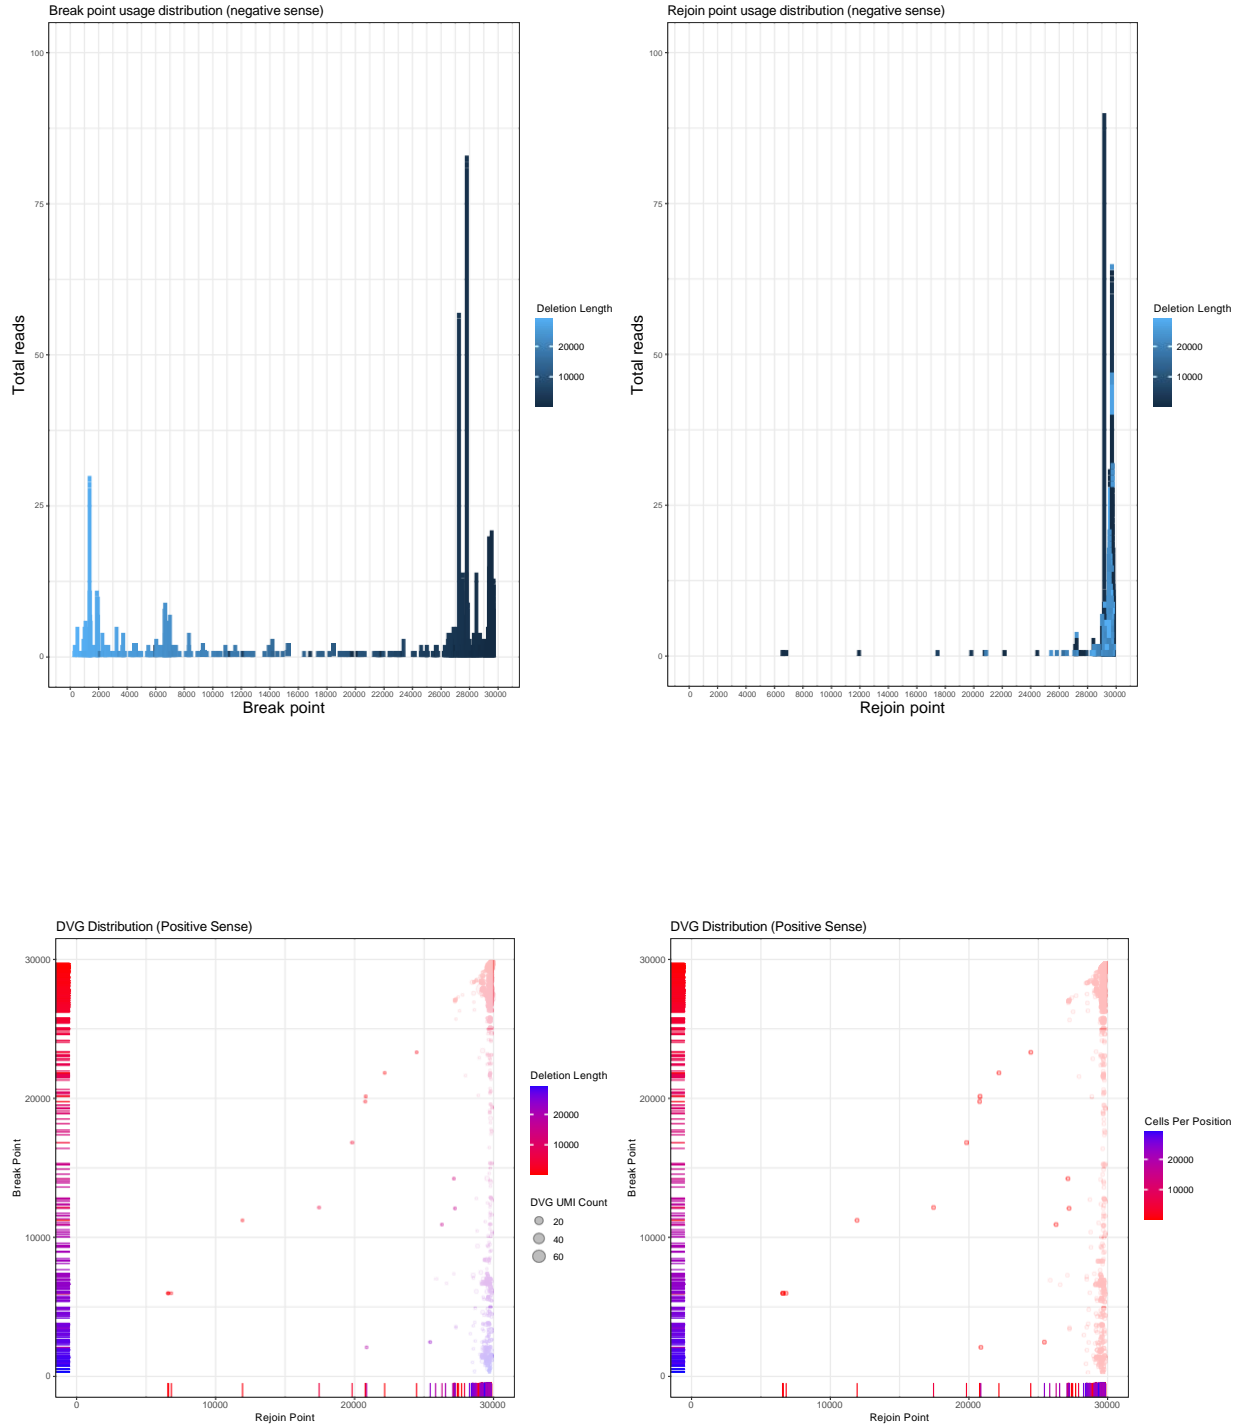 Break point usage distribution (negative sense)
100
75
50
25
0
Total reads
0 2000 4000 6000 8000 10000 12000 14000 16000 18000 20000 22000 24000 26000 28000 30000
Break point
Deletion Length
20000
10000
Rejoin point usage distribution (negative sense)
100
75
50
25
0
Total reads
0 2000 4000 6000 8000 10000 12000 14000 16000 18000 20000 22000 24000 26000 28000 30000
Rejoin point
Deletion Length
20000
10000
DVG Distribution (Positive Sense)
30000
20000
10000
0
Break Point
0 10000 20000 30000
Rejoin Point
Deletion Length
20000
10000
DVG UMI Count
20
40
60
DVG Distribution (Positive Sense)
30000
20000
10000
0
Break Point
0 10000 20000 30000
Rejoin Point
Cells Per Position
20000
10000